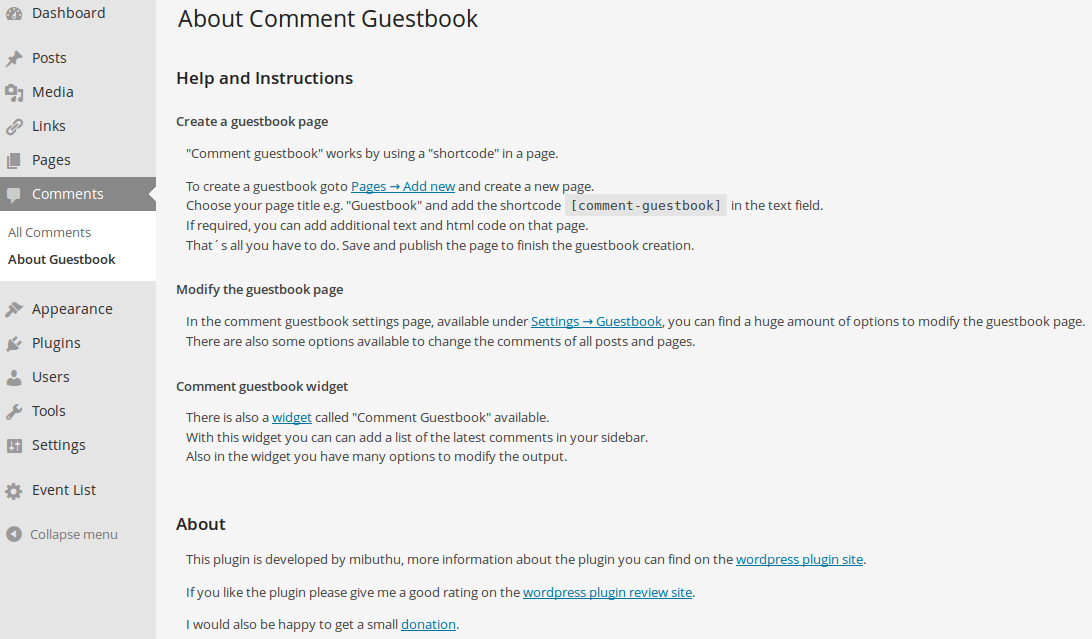 Dashboard
Posts
Media
Links
Pages
Comments
All Comments
About Guestbook
Appearance
Plugins
Users
Tools
Settings
Event List
Collapse menu
About Comment Guestbook
Help and Instructions
Create a guestbook page
"Comment guestbook" works by using a "shortcode" in a page.
To create a guestbook goto Pages → Add new and create a new page.
Choose your page title e.g. "Guestbook" and add the shortcode [comment-guestbook] in the text field.
If required, you can add additional text and html code on that page.
That´s all you have to do. Save and publish the page to finish the guestbook creation.
Modify the guestbook page
In the comment guestbook settings page, available under Settings → Guestbook, you can find a huge amount of options to modify the guestbook page.
There are also some options available to change the comments of all posts and pages.
Comment guestbook widget
There is also a widget called "Comment Guestbook" available.
With this widget you can can add a list of the latest comments in your sidebar.
Also in the widget you have many options to modify the output.
About
This plugin is developed by mibuthu, more information about the plugin you can find on the wordpress plugin site.
If you like the plugin please give me a good rating on the wordpress plugin review site.
I would also be happy to get a small donation.